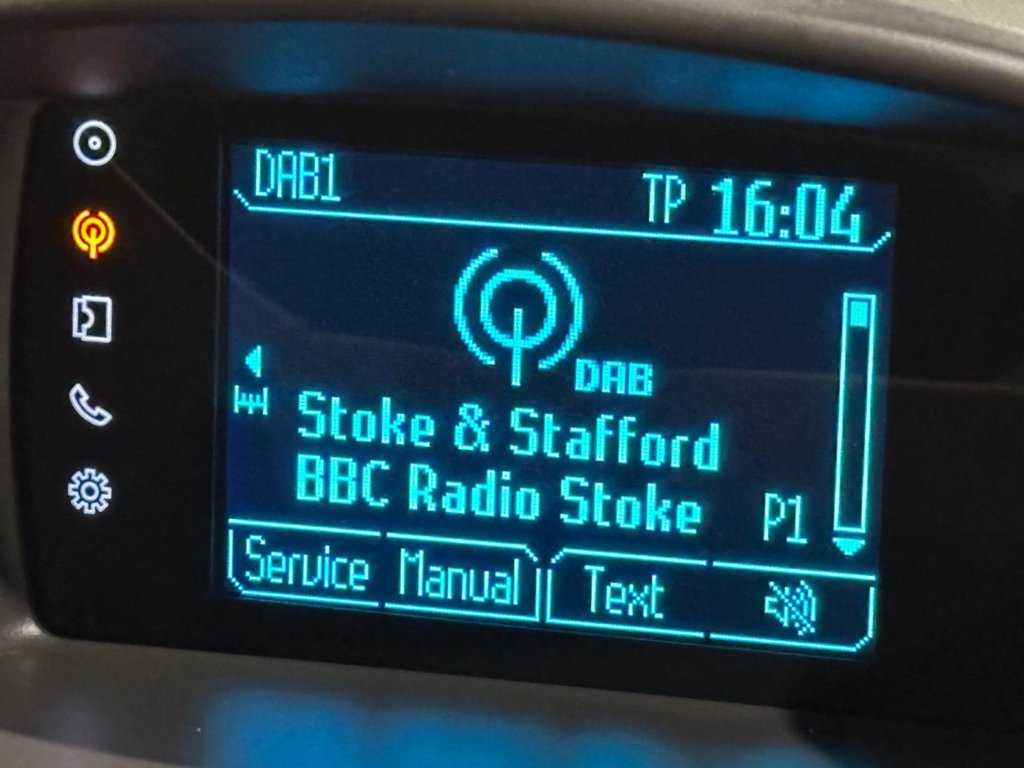 DAB1 TP 16:04
DAB
Stoke & Stafford
BBC Radio Stoke P1
Service Manual Text